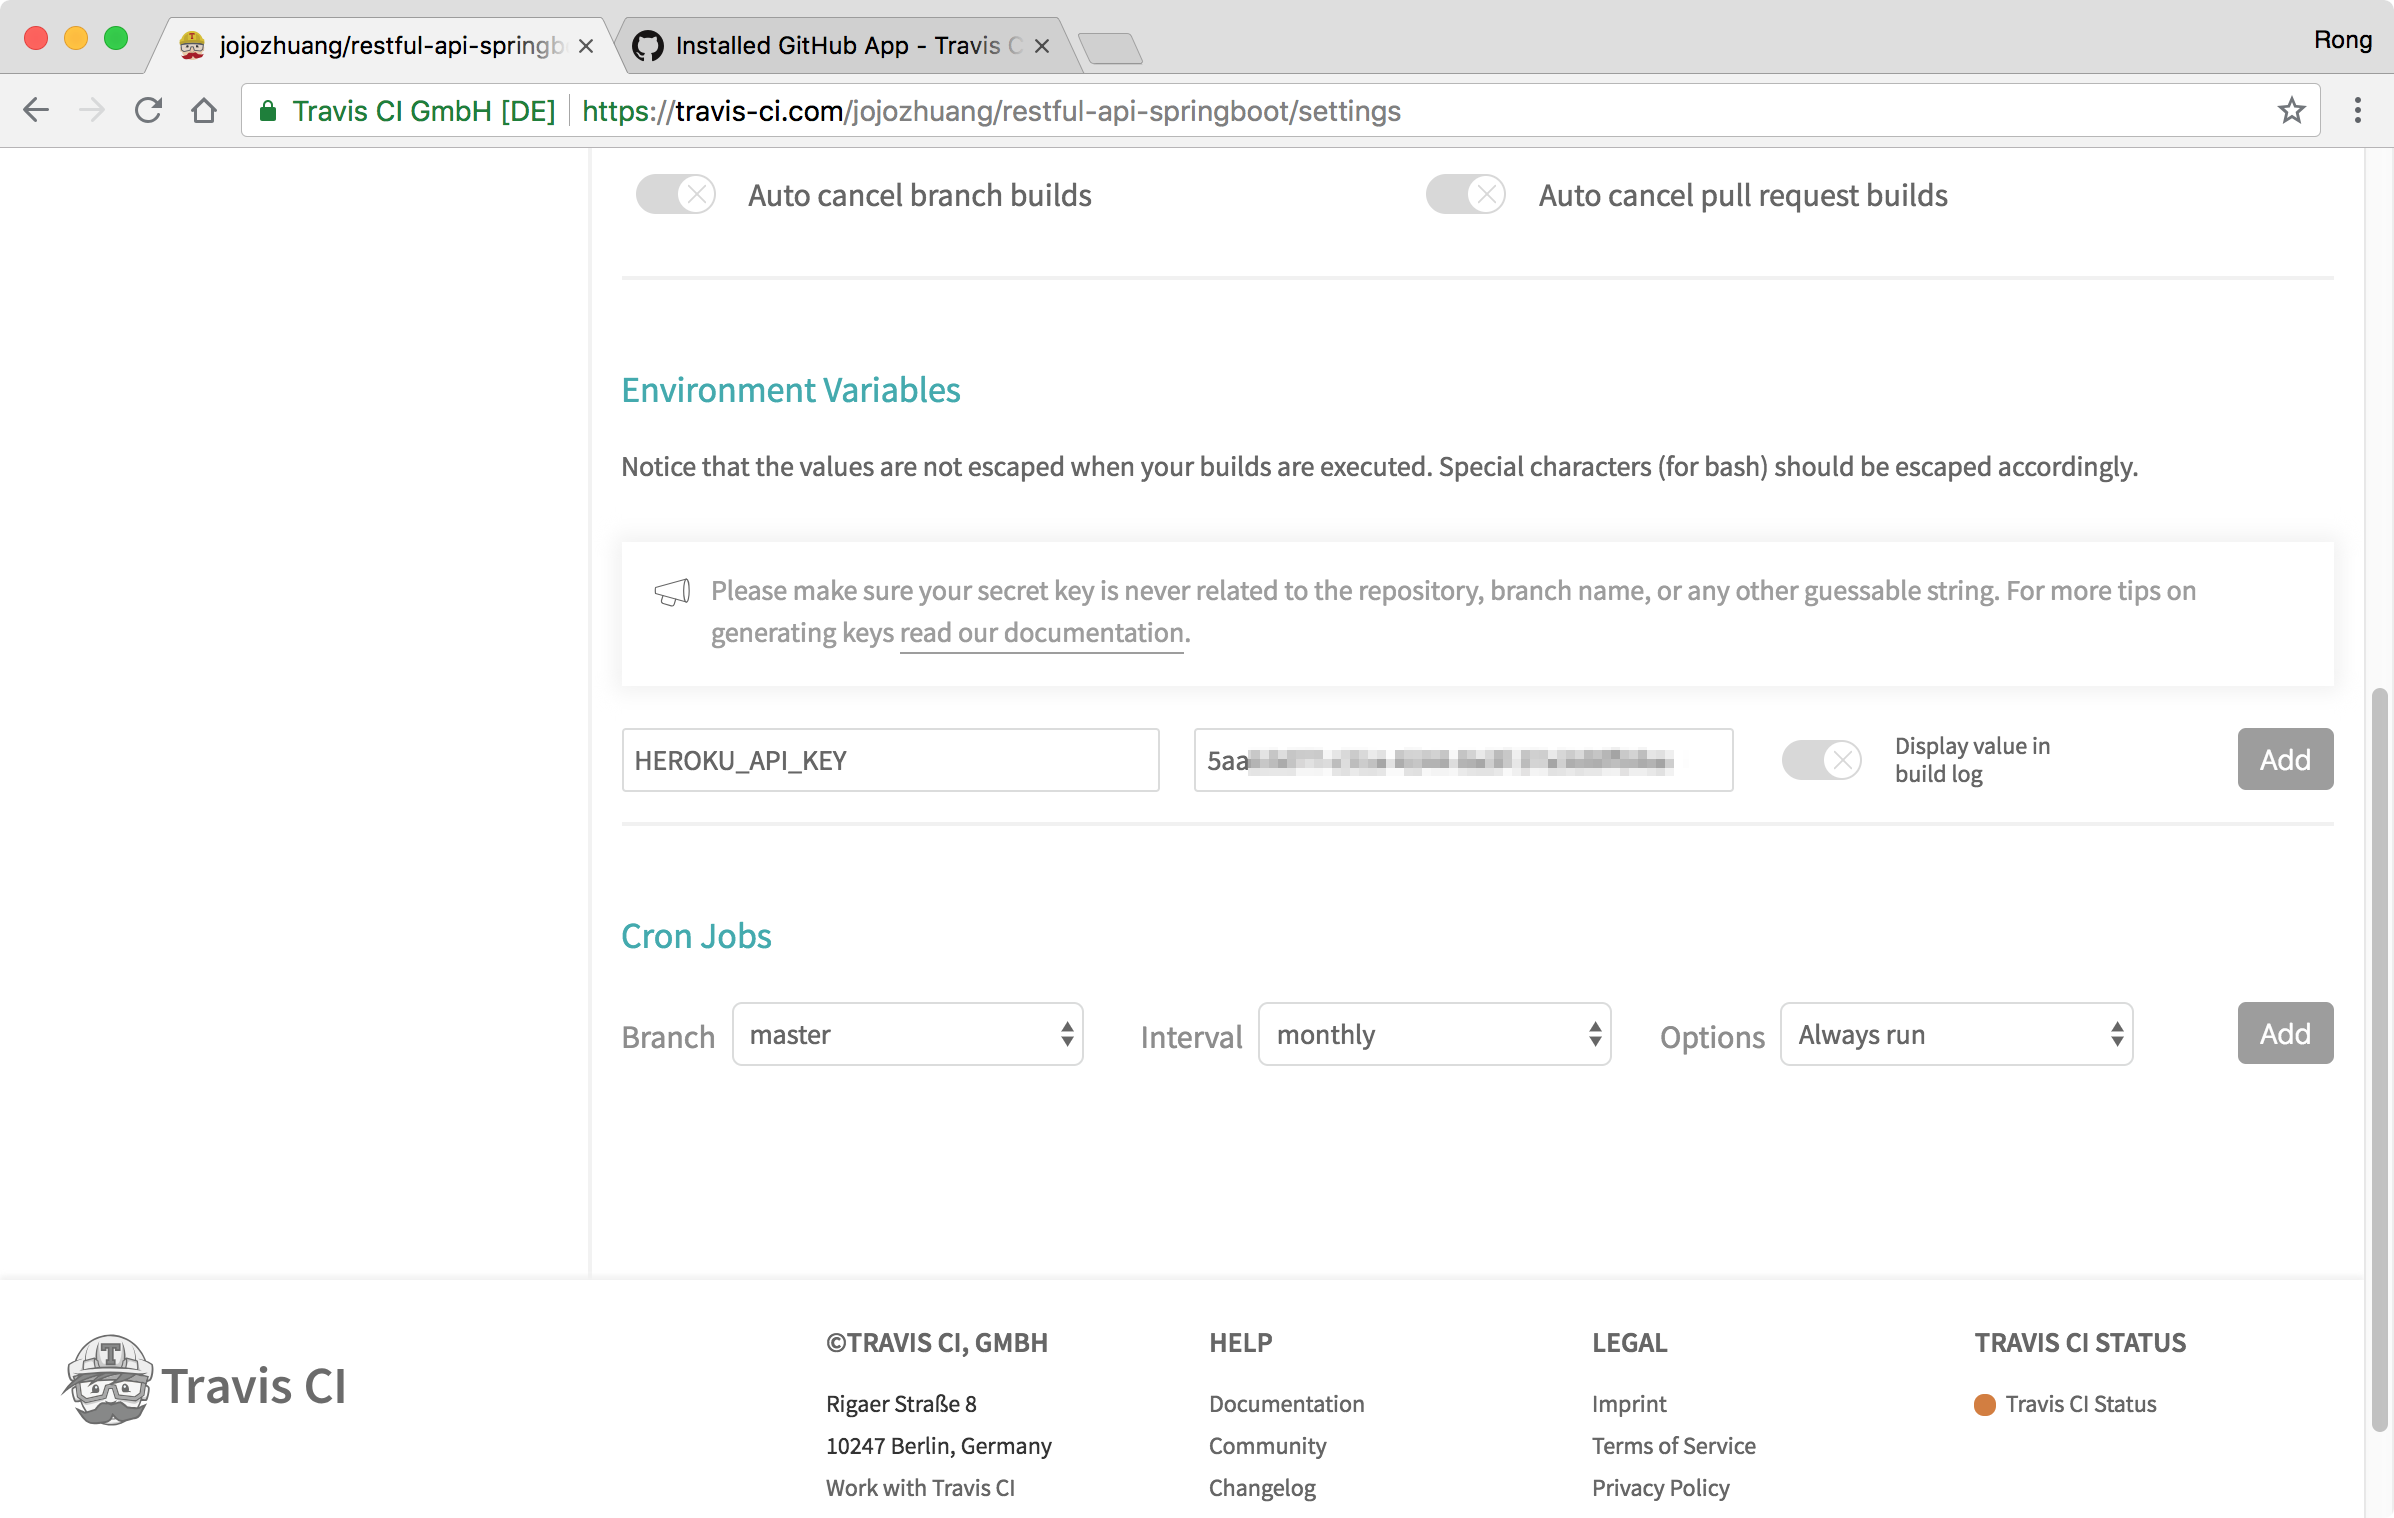 jojozhuang/restful-api-springb
Installed GitHub App - Travis C
Rong
Travis CI GmbH [DE]
https://travis-ci.com/jojozhuang/restful-api-springboot/settings
Auto cancel branch builds
Auto cancel pull request builds
Environment Variables
Notice that the values are not escaped when your builds are executed. Special characters (for bash) should be escaped accordingly.
Please make sure your secret key is never related to the repository, branch name, or any other guessable string. For more tips on
generating keys read our documentation.
HEROKU_API_KEY
5aa
Display value in
build log
Add
Cron Jobs
Branch
master
Interval
monthly
Options
Always run
Add
Travis CI
©TRAVIS CI, GMBH
Rigaer Straße 8
10247 Berlin, Germany
Work with Travis CI
HELP
Documentation
Community
Changelog
LEGAL
Imprint
Terms of Service
Privacy Policy
TRAVIS CI STATUS
Travis CI Status